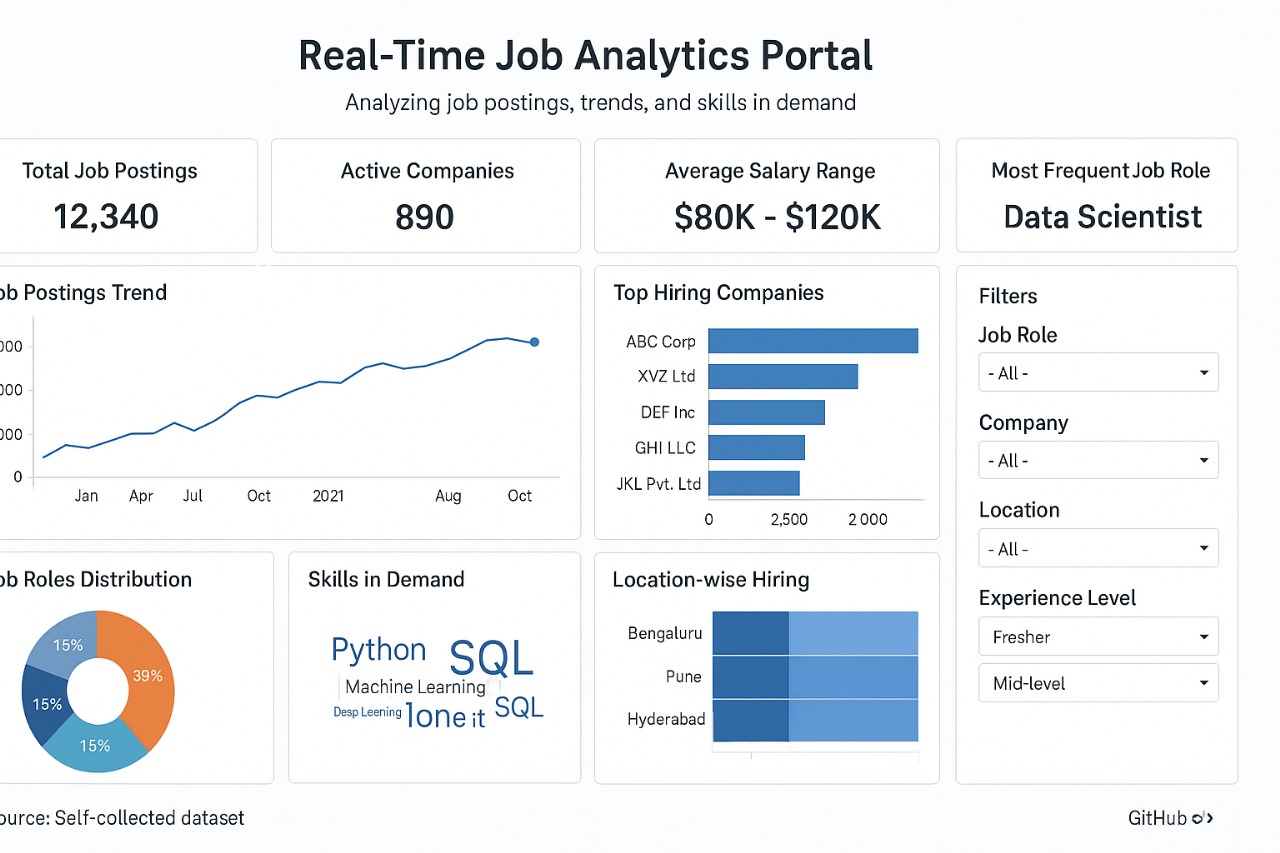 Real-Time Job Analytics Portal
Analyzing job postings, trends, and skills in demand
Total Job Postings
12,340
Active Companies
890
Average Salary Range
$80K - $120K
Most Frequent Job Role
Data Scientist
ob Postings Trend
000
000
000
0
Jan Apr Jul Oct 2021 Aug Oct
Top Hiring Companies
ABC Corp
XVZ Ltd
DEF Inc
GHI LLC
JKL Pvt. Ltd
0 2,500 2 000
Filters
Job Role
- All -
Company
- All -
Location
- All -
Experience Level
Fresher
Mid-level
ob Roles Distribution
15%
39%
15%
15%
Skills in Demand
Python SQL
Machine Learning
Desp Leening lone it SQL
Location-wise Hiring
Bengaluru
Pune
Hyderabad
ource: Self-collected dataset
GitHub